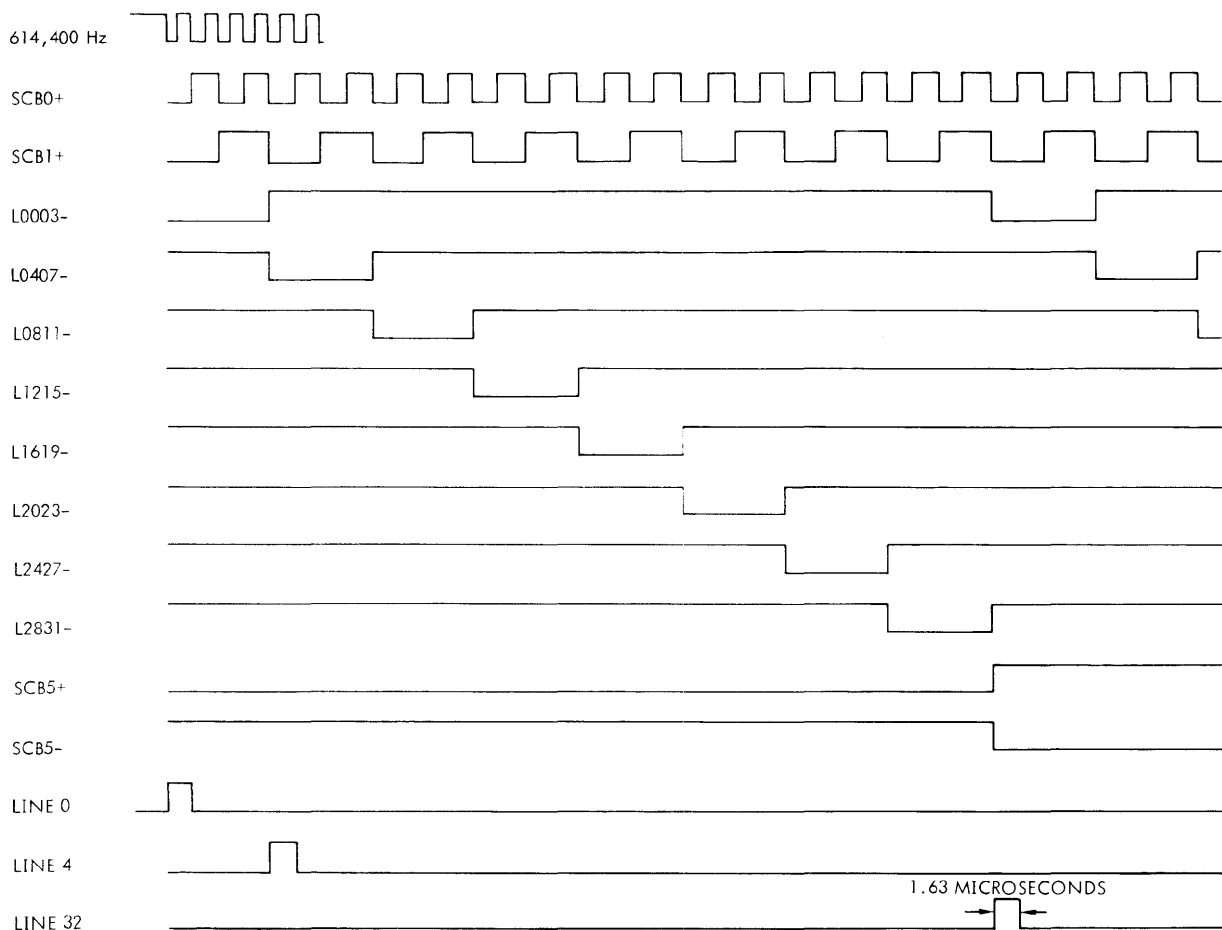 614,400 Hz
SCB0+
SCB1+
L0003-
L0407-
L0811-
L1215-
L1619-
L2023-
L2427-
L2831-
SCB5+
SCB5-
LINE 0
LINE 4
1.63 MICROSECONDS
LINE 32